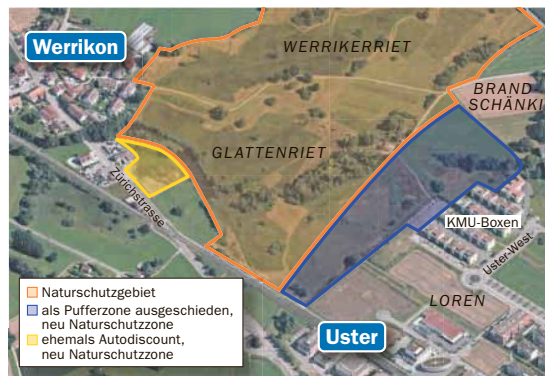 Werrikon
WERRIKERRIET
BRAND
SCHÄNKI
GLATTENRIET
Zürichstrasse
KMU-Boxen
Uster-West
LOREN
Naturschutzgebiet
als Pufferzone ausgeschieden,
neu Naturschutzzone
ehemals Autodiscount,
neu Naturschutzzone
Uster